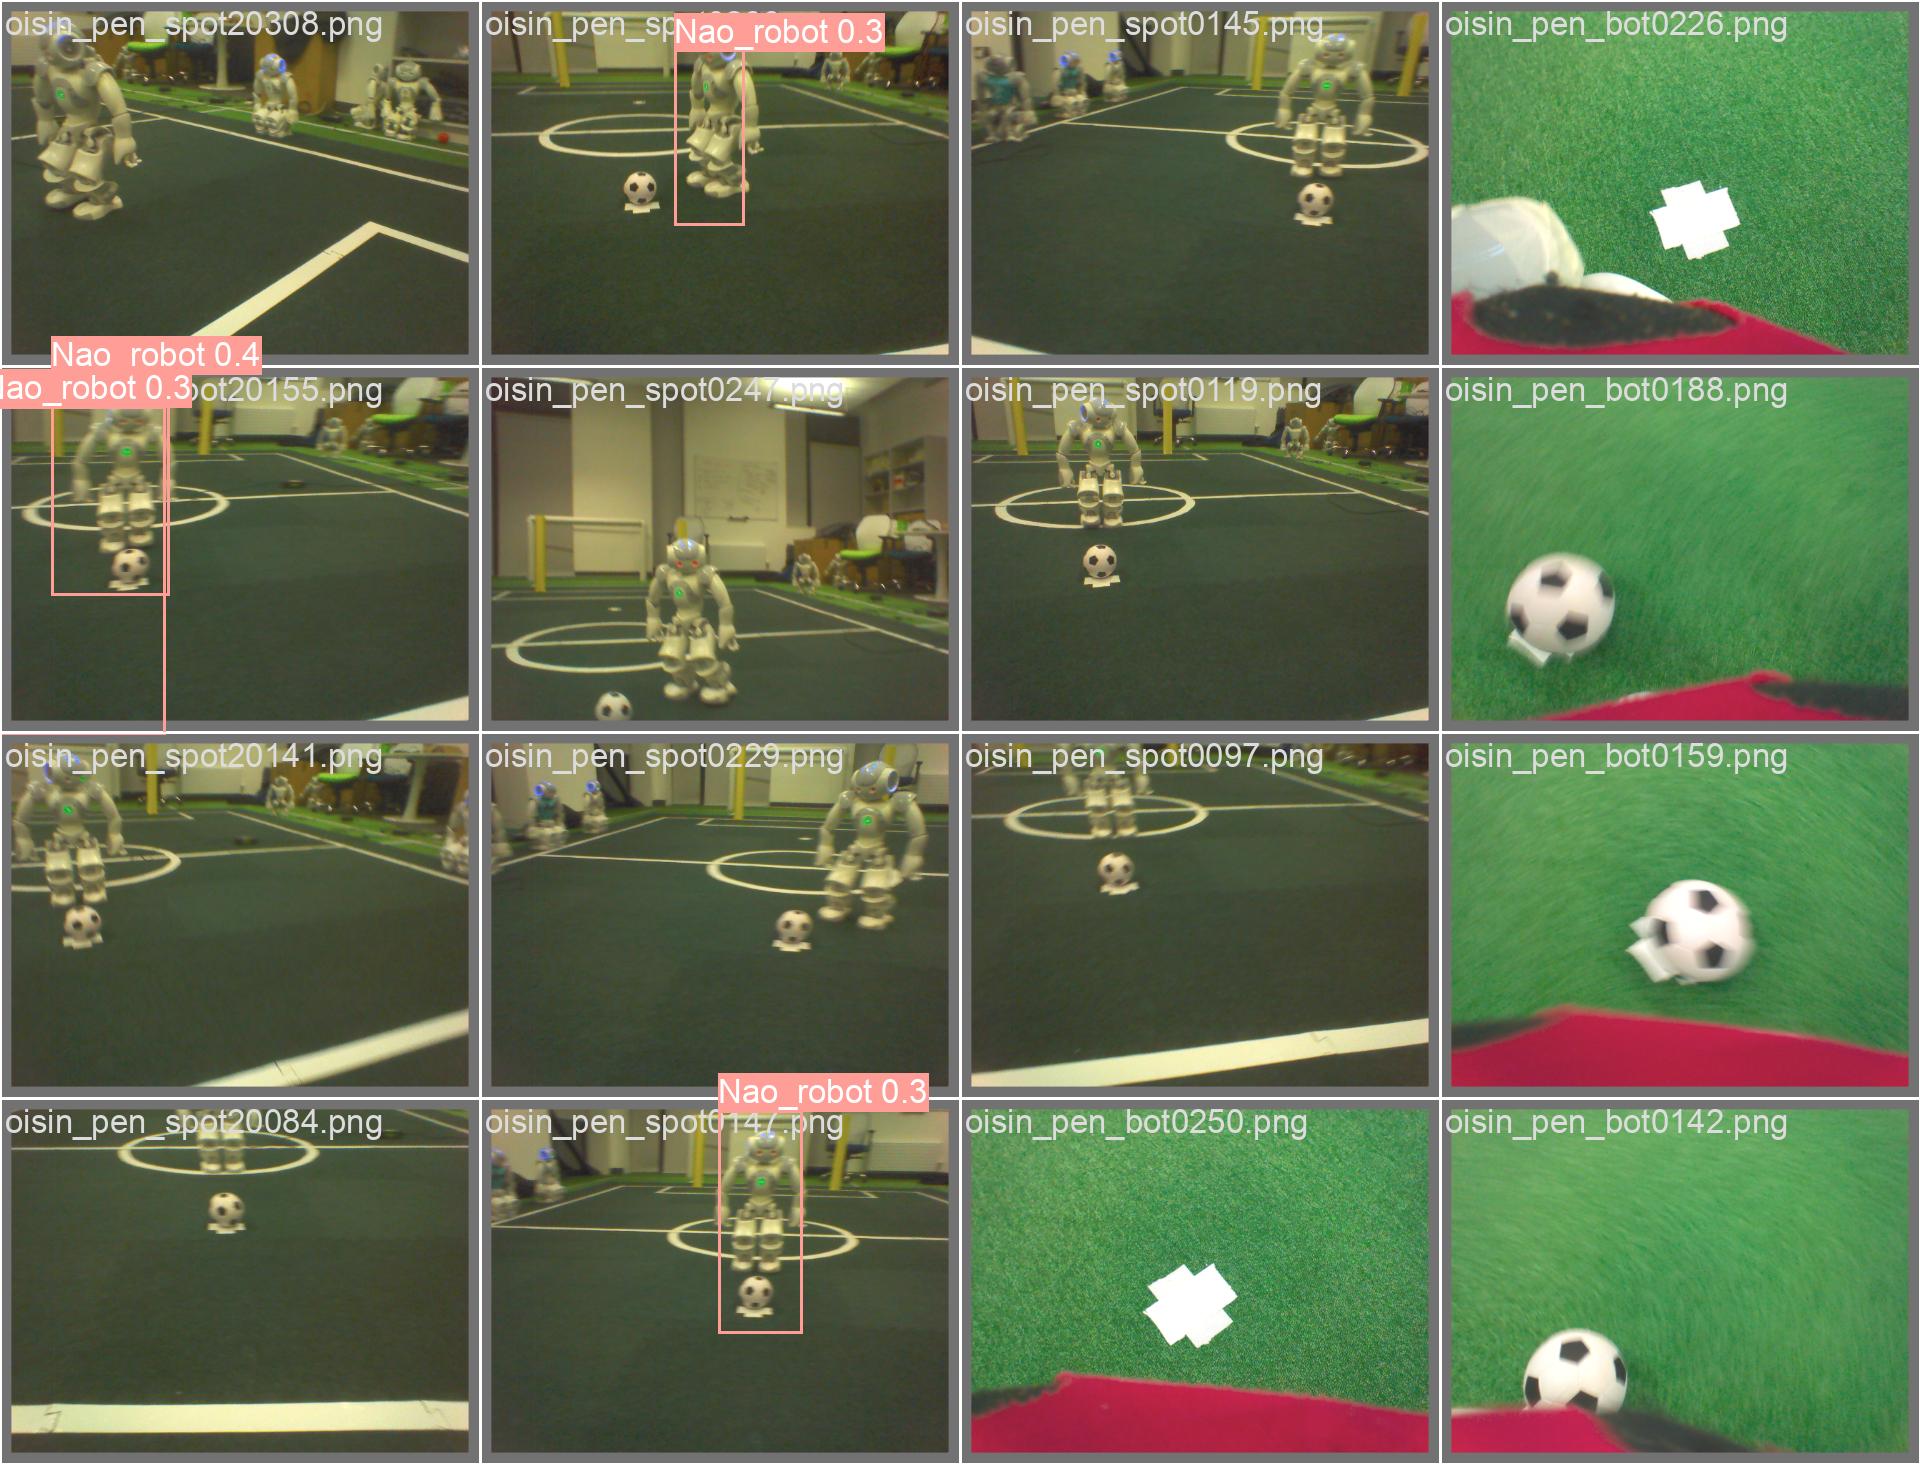 oisin_pen_spot20308.png
Nao_robot 0.3
oisin_pen_spot0145.png
oisin_pen_bot0226.png
Nao_robot 0.4
ao_robot 0.3
pot20155.png
oisin_pen_spot0247.png
oisin_pen_spot0119.png
oisin_pen_bot0188.png
oisin_pen_spot20141.png
oisin_pen_spot0229.png
oisin_pen_spot0097.png
oisin_pen_bot0159.png
oisin_pen_spot20084.png
Nao_robot 0.3
oisin_pen_spot0147.png
oisin_pen_bot0250.png
oisin_pen_bot0142.png